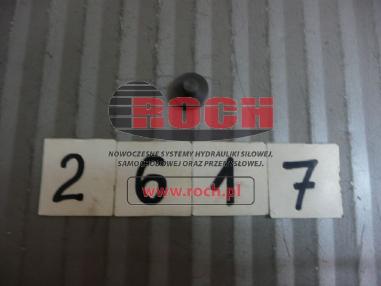 ROCH
NOWOCZESNE SYSTEMY HYDRAULIKI SIŁOWEJ,
SAMOCHODOWEJ ORAZ PRZEMYSŁOWEJ.
2 6 1 7
www.roch.pl